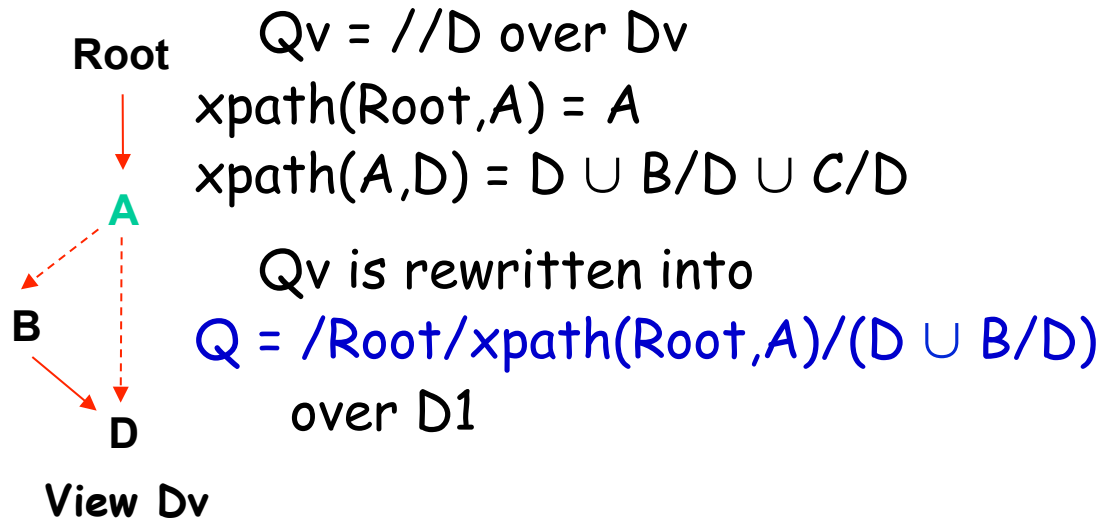 Root
A
B
D
View Dv
Qv = //D over Dv
xpath(Root,A) = A
xpath(A,D) = D ∪ B/D ∪ C/D
Qv is rewritten into
Q = /Root/xpath(Root,A)/(D ∪ B/D)
over D1